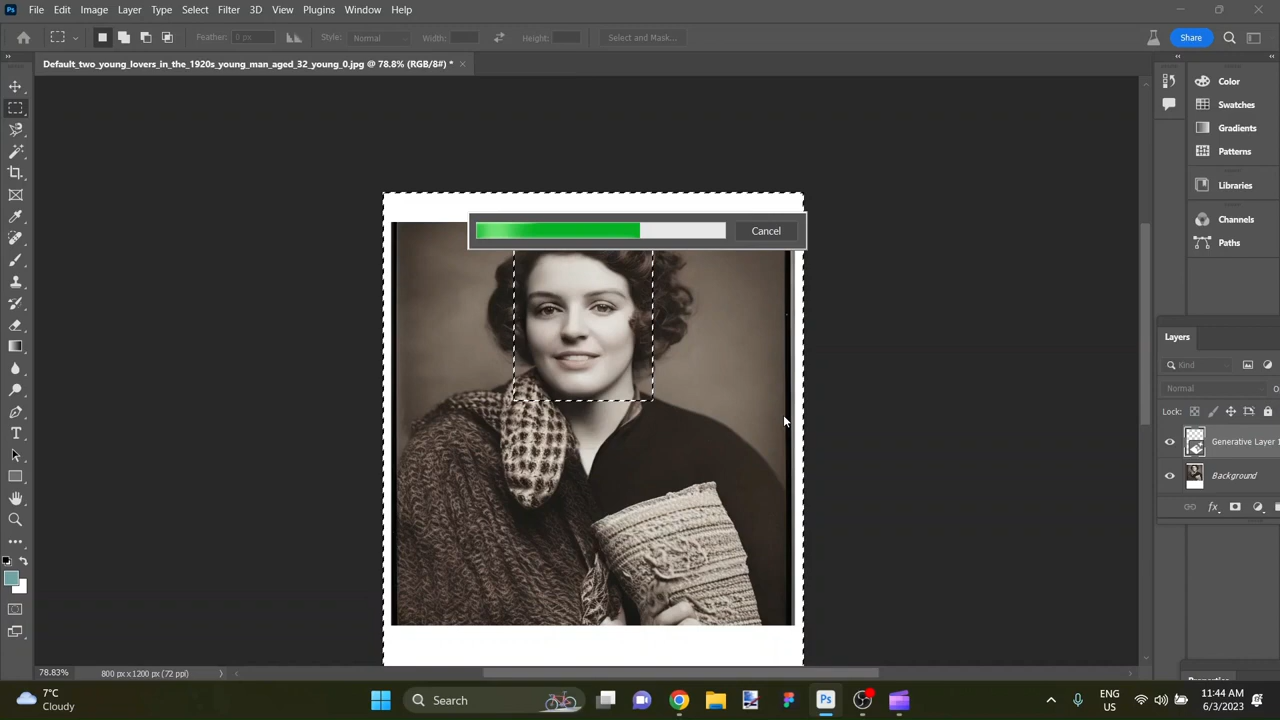 Ps File Edit Image Layer Type Select Filter 3D View Plugins Window Help
Feather: 0 px Style: Normal Width: Height: Select and Mask... Share
Default_two_young_lovers_in_the_1920s_young_man_aged_32_young_0.jpg @ 78.8% (RGB/8#) *
Color
Swatches
Gradients
Patterns
Libraries
Channels
Paths
Cancel
Layers
Kind
Normal
Lock:
Generative Layer 1
Background
fx
78.83% 800 px x 1200 px (72 ppi)
7°C
Cloudy
Search
Ps
ENG
US
11:44 AM
6/3/2023